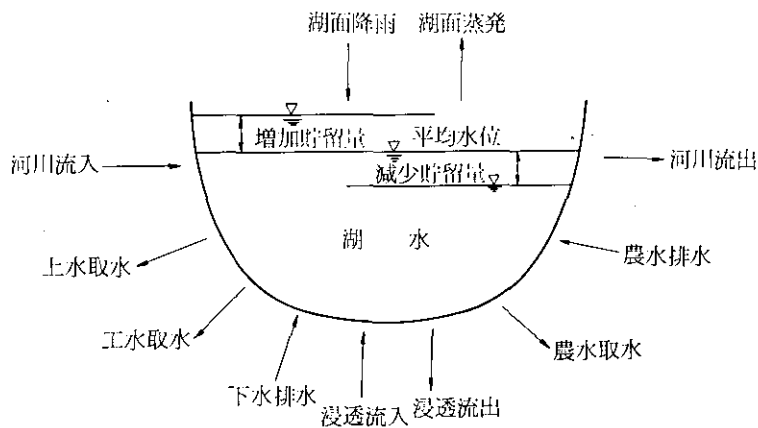 湖面降雨 湖面蒸発
増加貯留量 平均水位
河川流入 河川流出
減少貯留量
湖 水
上水取水 農水排水
工水取水 農水取水
下水排水
浸透流入 浸透流出